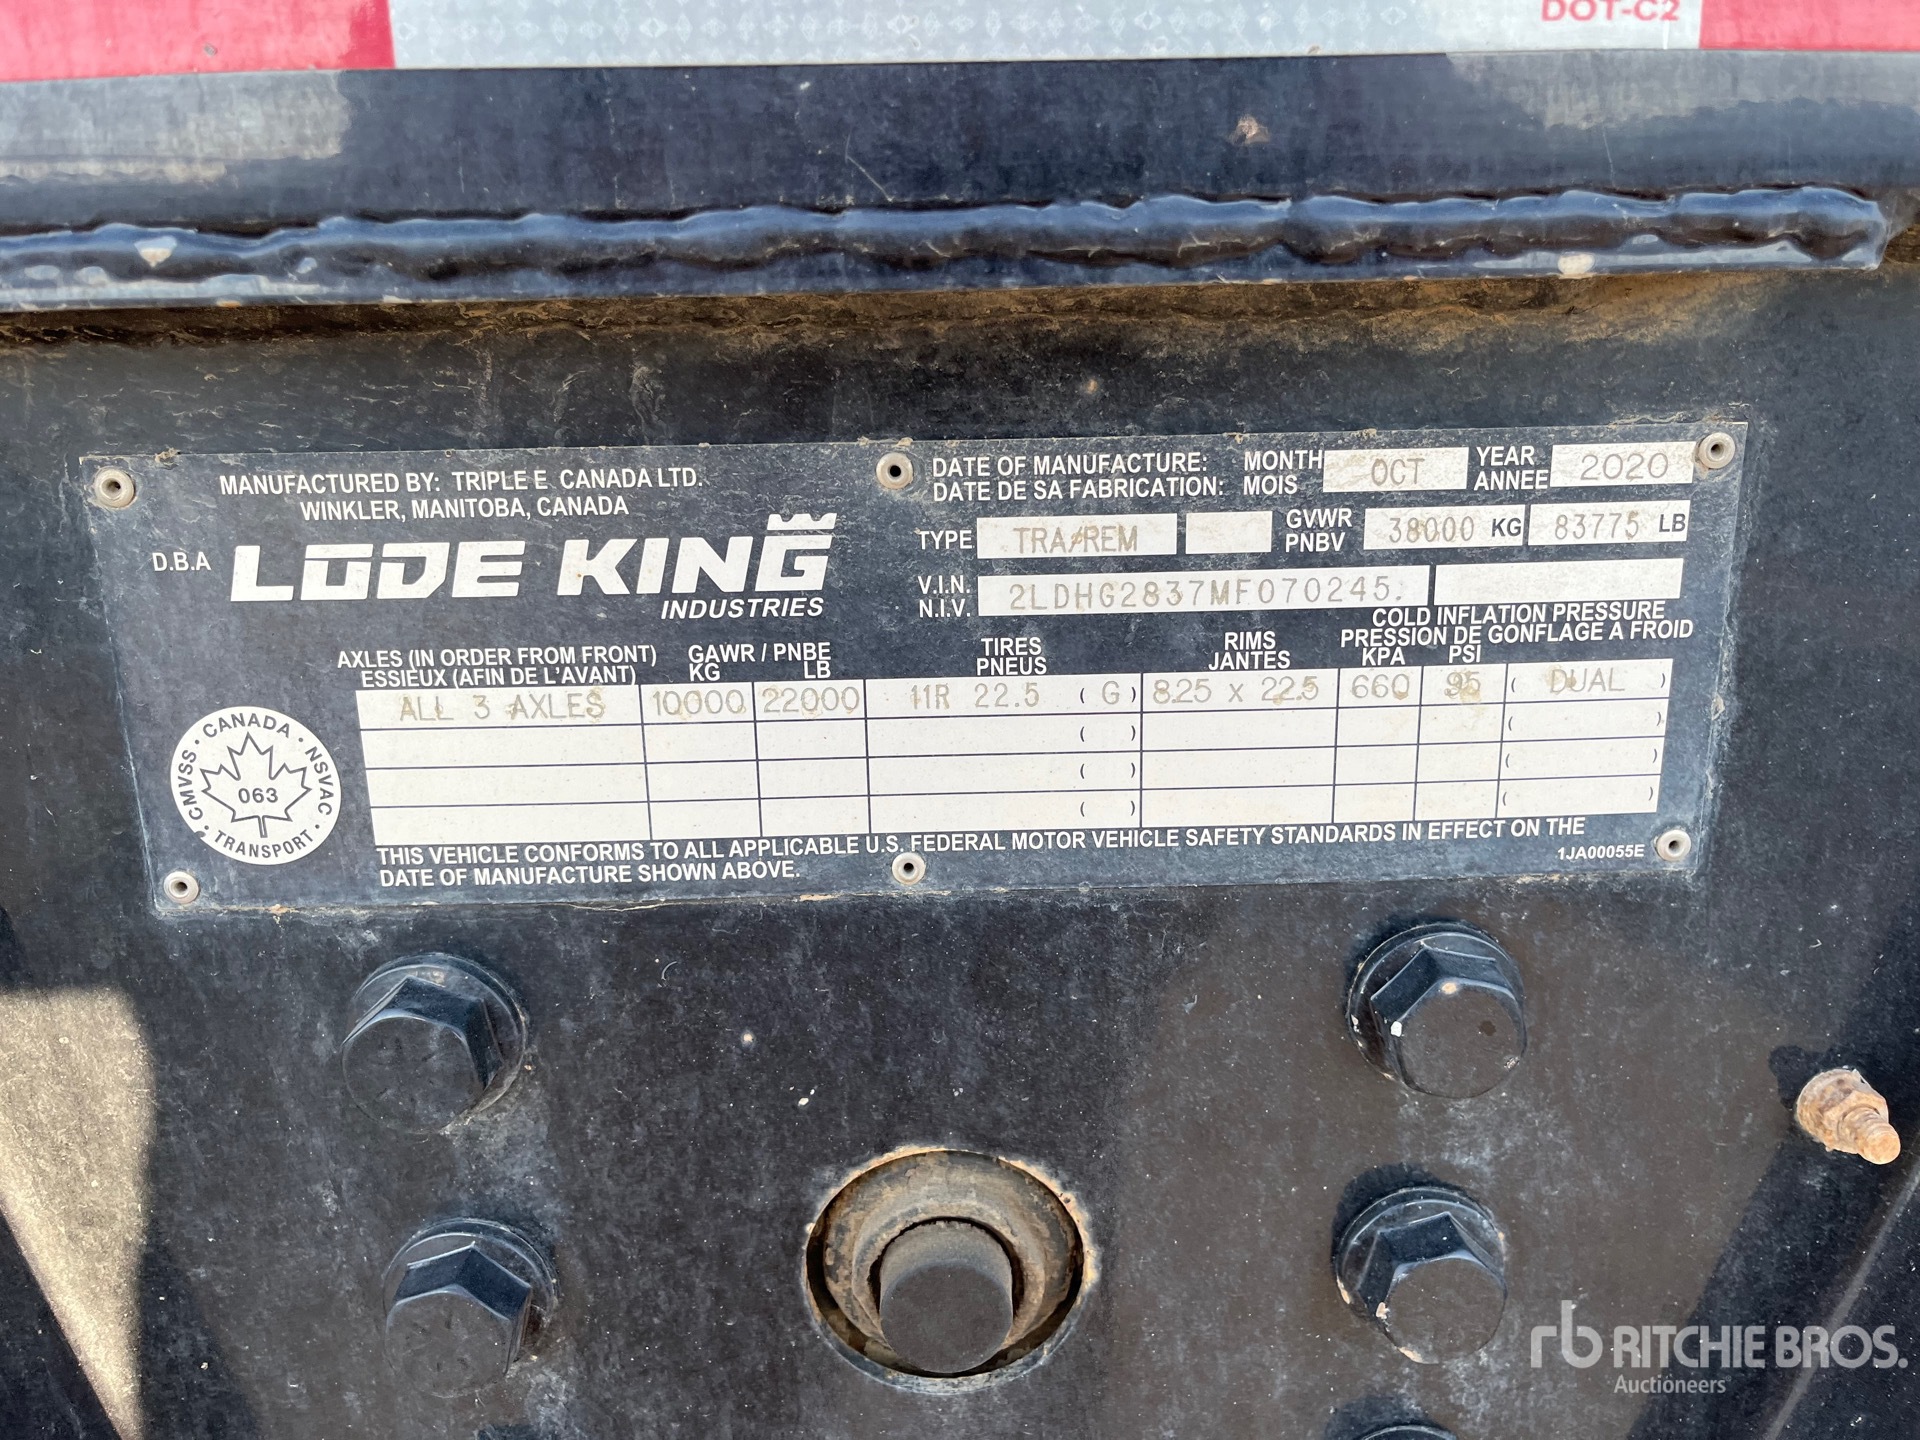 DOT-C2
MANUFACTURED BY: TRIPLE E CANADA LTD.
WINKLER, MANITOBA, CANADA
D.B.A LODE KING
INDUSTRIES
DATE OF MANUFACTURE: MONTH OCT YEAR 2020
DATE DE SA FABRICATION: MOIS ANNEE
TYPE TRA/REM GVWR 38000 KG 83775 LB
PNBV
V.I.N. 2LDHG2837MF070245.
N.I.V.
COLD INFLATION PRESSURE
AXLES (IN ORDER FROM FRONT) GAWR / PNBE TIRES RIMS PRESSION DE GONFLAGE A FROID
ESSIEUX (AFIN DE L'AVANT) KG LB PNEUS JANTES KPA PSI
ALL 3 AXLES 10000 22000 11R 22.5 ( G ) 8.25 x 22.5 660 95 ( DUAL )
( ) ( )
( ) ( )
( ) ( )
CMVSS · CANADA · NSVAC · TRANSPORT ·
063
THIS VEHICLE CONFORMS TO ALL APPLICABLE U.S. FEDERAL MOTOR VEHICLE SAFETY STANDARDS IN EFFECT ON THE
DATE OF MANUFACTURE SHOWN ABOVE.
1JA00055E
rb RITCHIE BROS.
Auctioneers